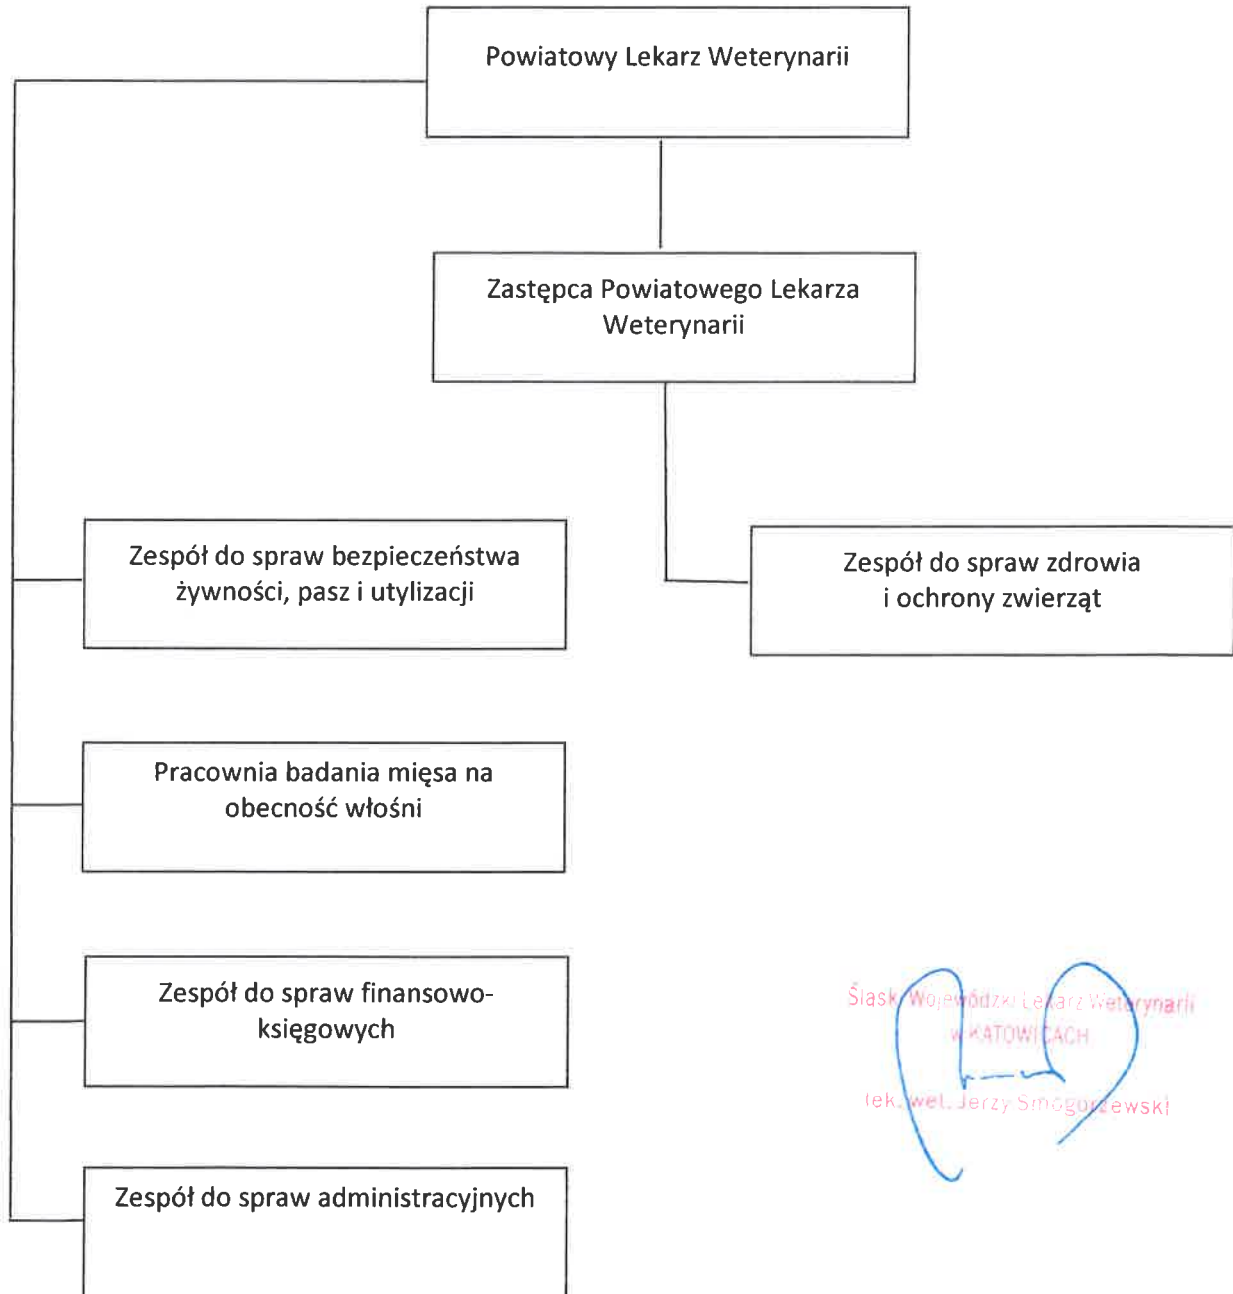 Powiatowy Lekarz Weterynarii
Zastępca Powiatowego Lekarza
Weterynarii
Zespół do spraw bezpieczeństwa
żywności, pasz i utylizacji
Zespół do spraw zdrowia
i ochrony zwierząt
Pracownia badania mięsa na
obecność włośni
Zespół do spraw finansowo-
księgowych
Śląski Wojewódzki Lekarz Weterynarii
w KATOWICACH
lek. wet. Jerzy Smogorzewski
Zespół do spraw administracyjnych